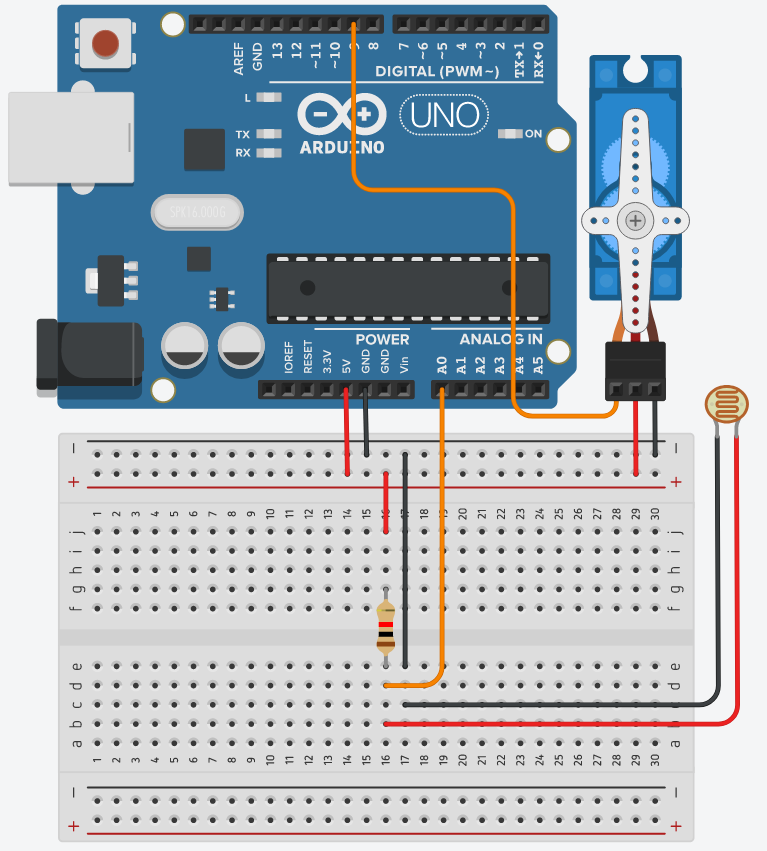 AREF
GND
13
12
~11
~10
9
8
7
~6
~5
4
~3
2
TX→1
RX←0
DIGITAL (PWM~)
L
TX
RX
ARDUINO
UNO
ON
SPK16.000G
POWER
ANALOG IN
IOREF
RESET
3.3V
5V
GND
GND
Vin
A0
A1
A2
A3
A4
A5
– –
+ +
1 2 3 4 5 6 7 8 9 10 11 12 13 14 15 16 17 18 19 20 21 22 23 24 25 26 27 28 29 30
j j
i i
h h
g g
f f
e e
d d
c c
b b
a a
1 2 3 4 5 6 7 8 9 10 11 12 13 14 15 16 17 18 19 20 21 22 23 24 25 26 27 28 29 30
– –
+ +